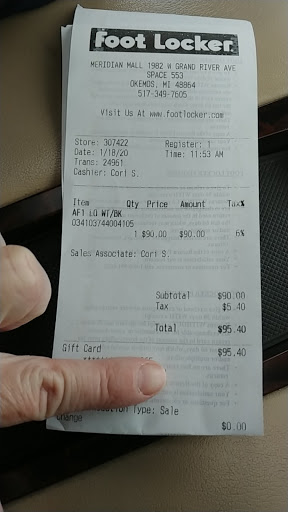 Foot Locker
MERIDIAN MALL 1982 W GRAND RIVER AVE
SPACE 553
OKEMOS, MI 48864
517-349-7605
Visit Us At www.footlocker.com
Store: 307422 Register: 1
Date: 1/18/20 Time: 11:53 AM
Trans: 24961
Cashier: Cori S.
Item Qty Price Amount Tax%
AF1 LO WT/BK
034103744004105
1 $90.00 $90.00 6%
Sales Associate: Cori S.
Subtotal $90.00
Tax $5.40
Total $95.40
Gift Card $95.40
Type: Sale
Change $0.00